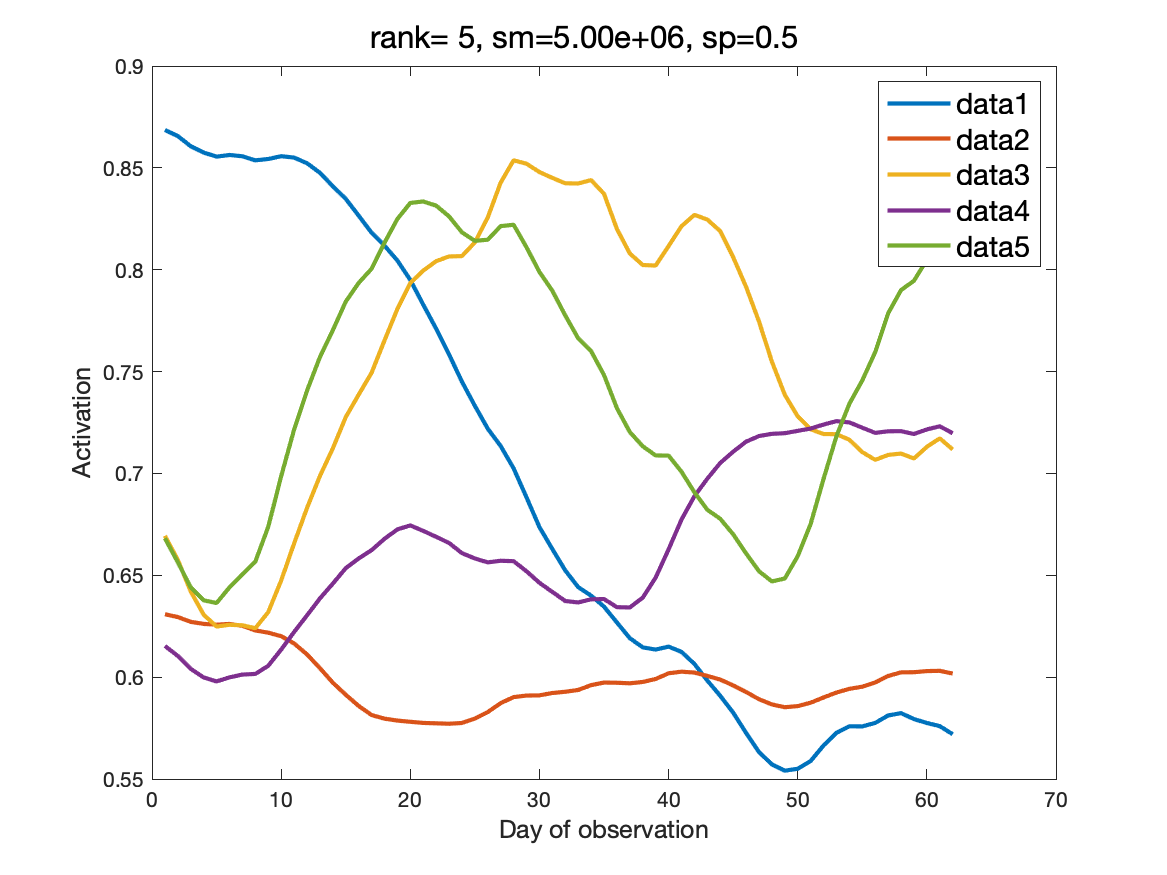 rank= 5, sm=5.00e+06, sp=0.5
0.9
0.85
0.8
0.75
0.7
0.65
0.6
0.55
Activation
data1
data2
data3
data4
data5
0 10 20 30 40 50 60 70
Day of observation